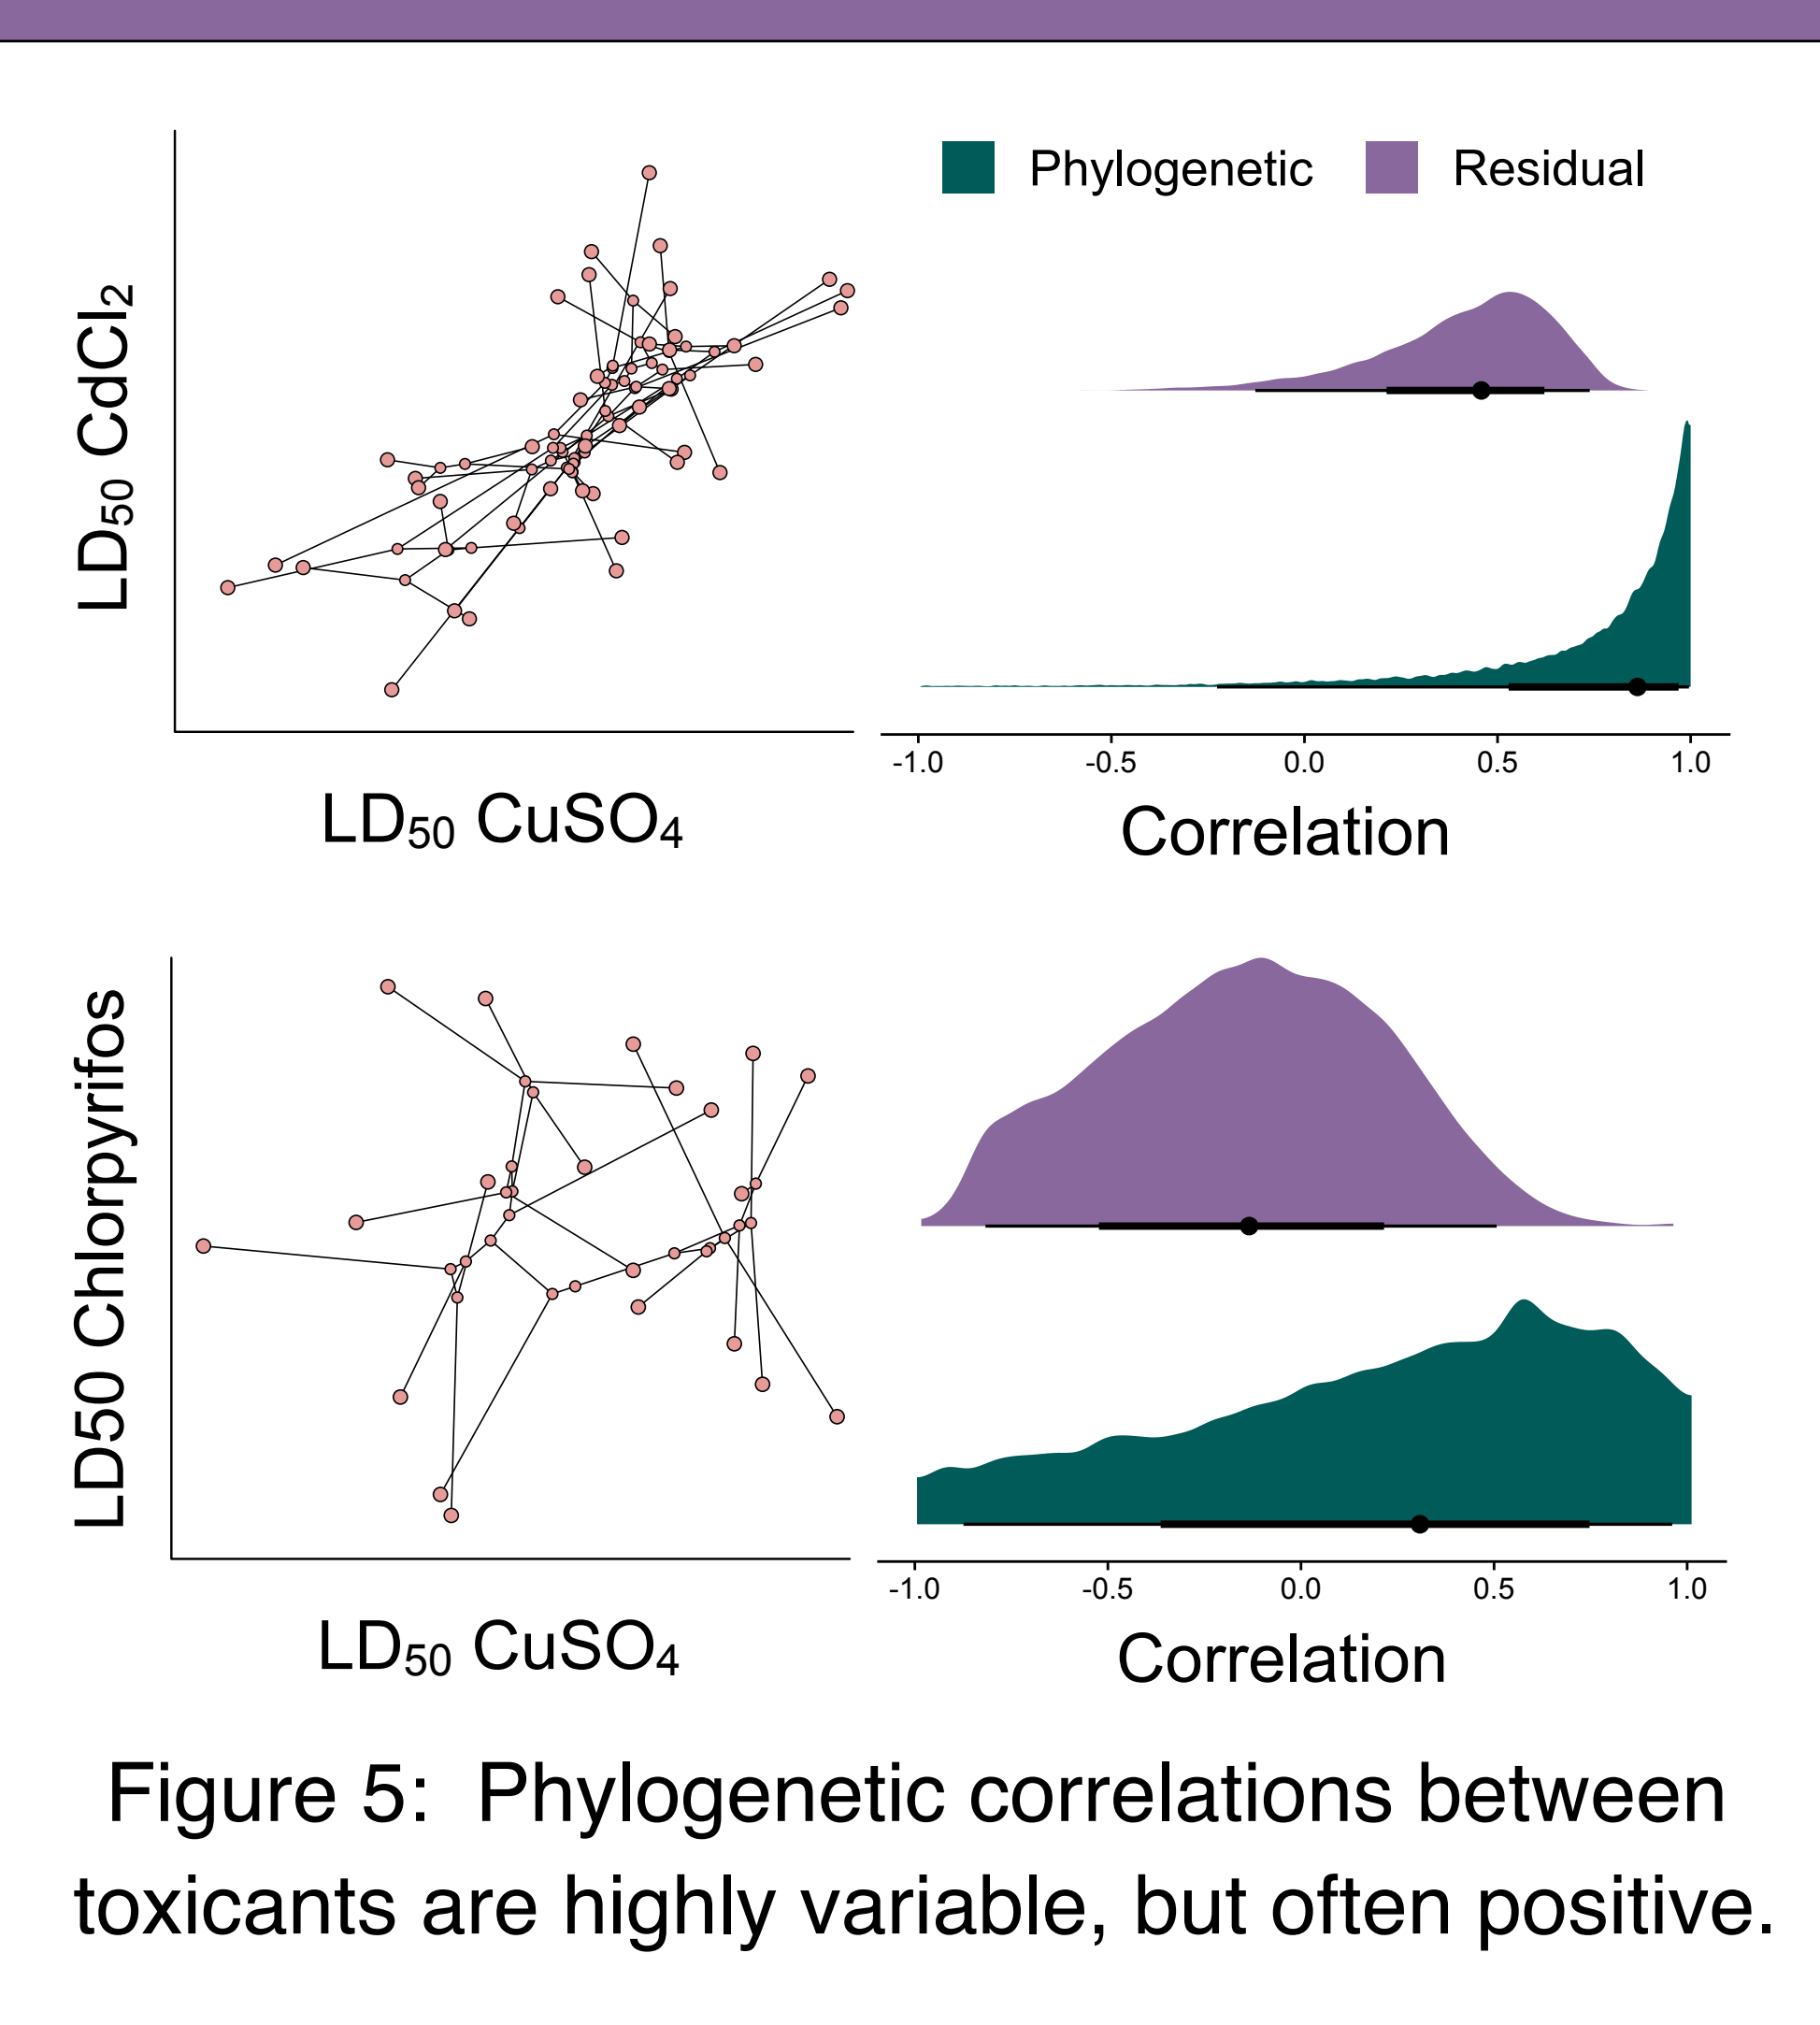 Phylogenetic Residual
LD₅₀ CdCl₂
-1.0 -0.5 0.0 0.5 1.0
LD₅₀ CuSO₄
Correlation
LD50 Chlorpyrifos
-1.0 -0.5 0.0 0.5 1.0
LD₅₀ CuSO₄
Correlation
Figure 5: Phylogenetic correlations between
toxicants are highly variable, but often positive.